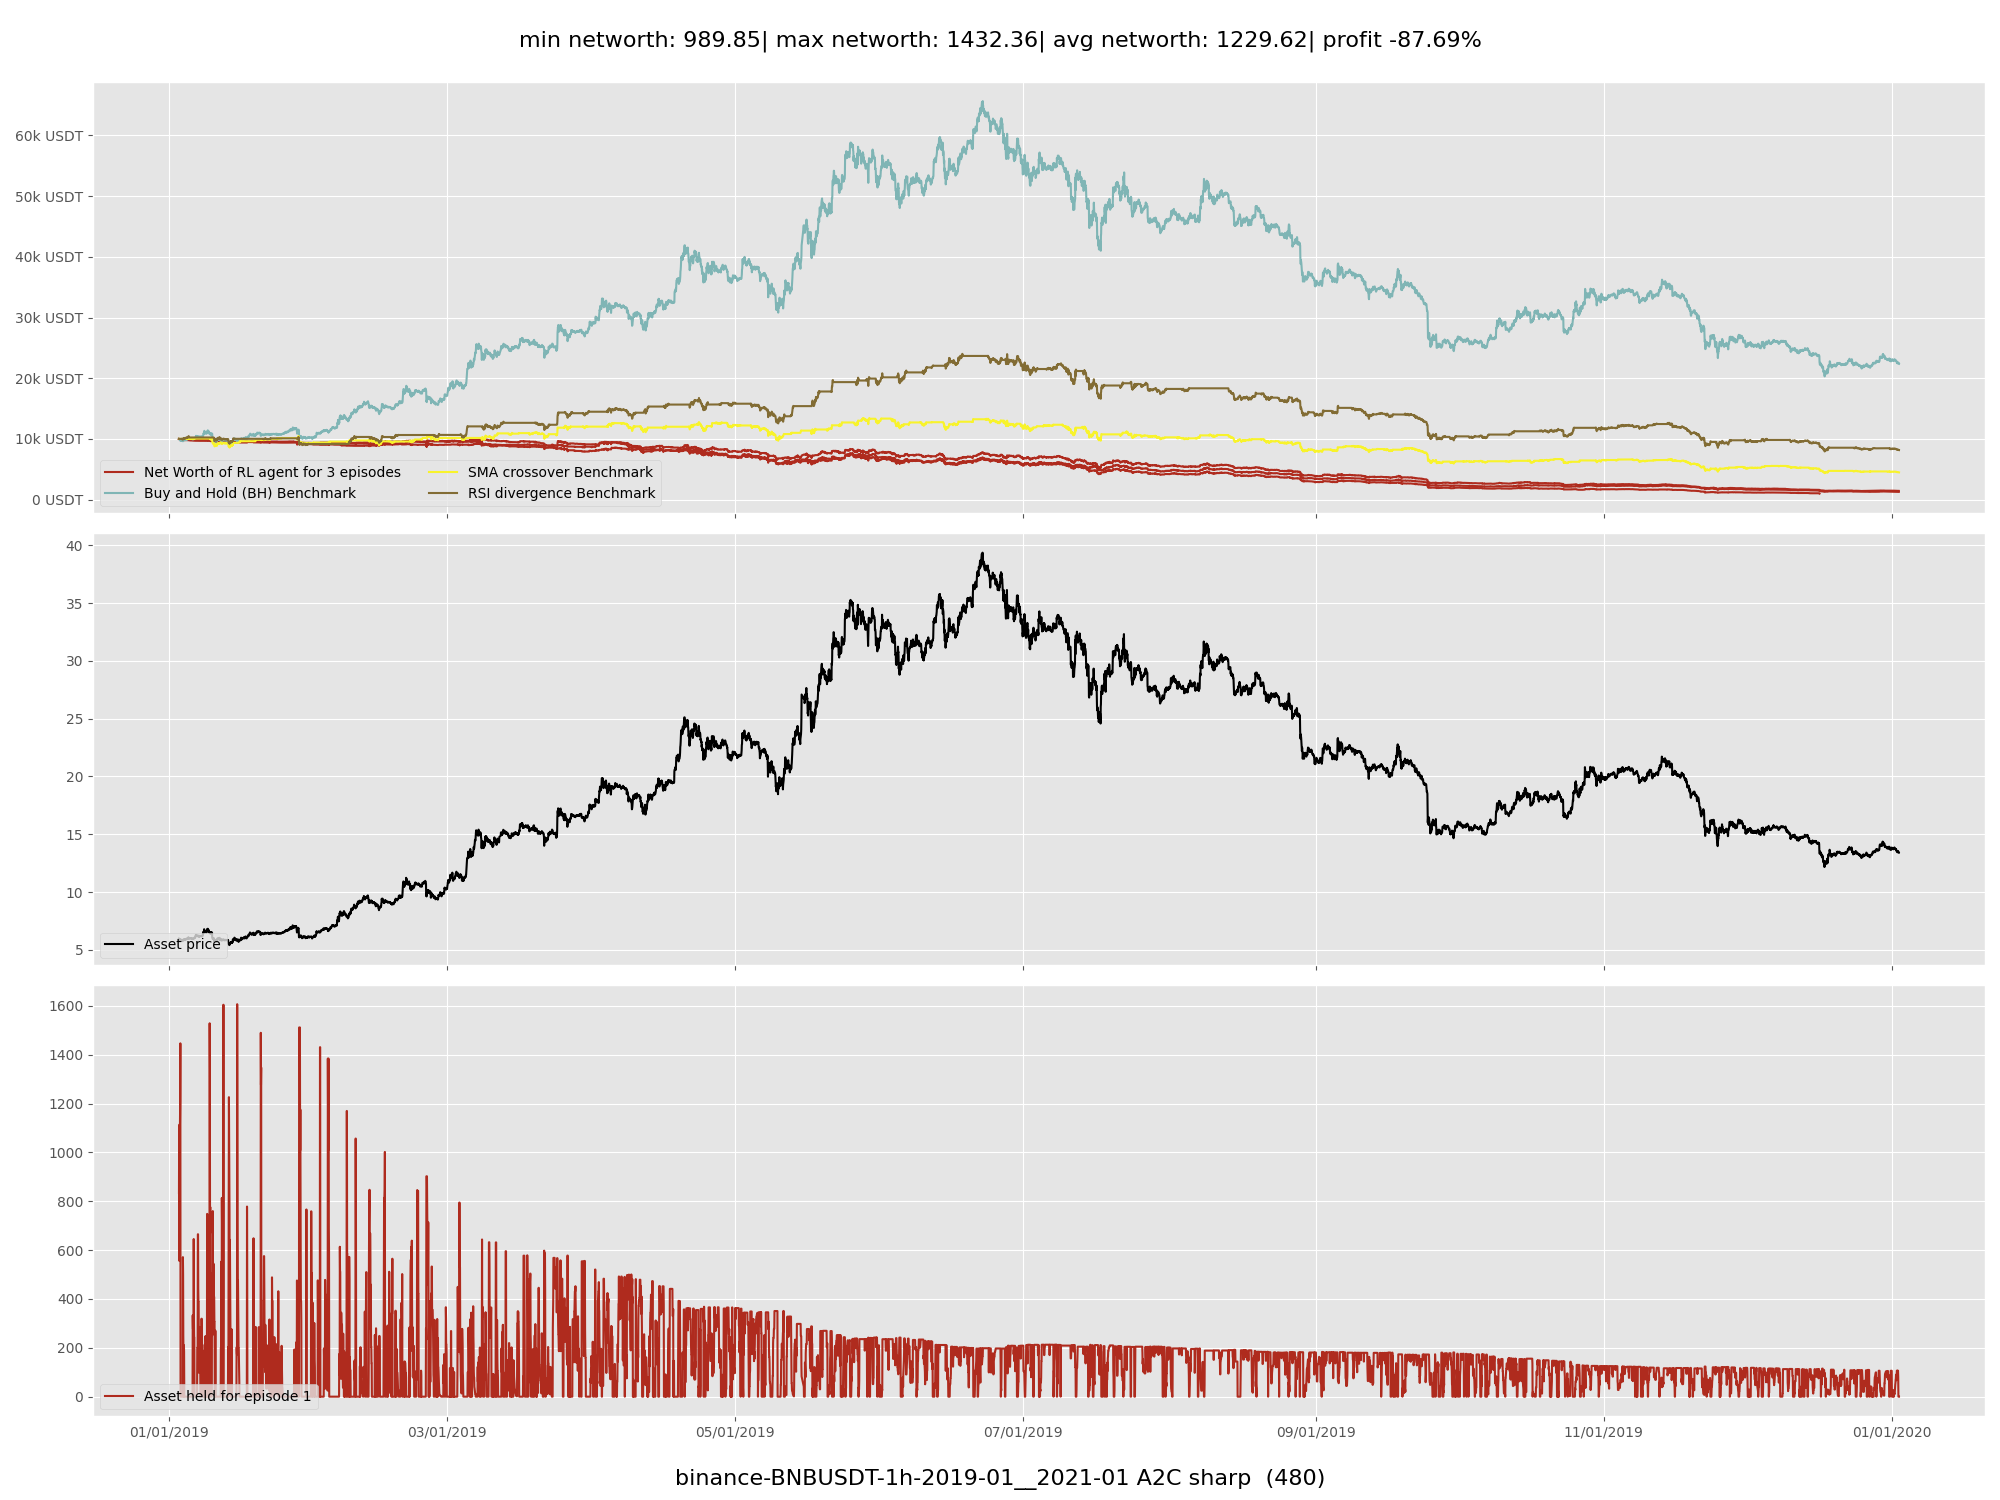 min networth: 989.85| max networth: 1432.36| avg networth: 1229.62| profit -87.69%
60k USDT
50k USDT
40k USDT
30k USDT
20k USDT
10k USDT
0 USDT
Net Worth of RL agent for 3 episodes
Buy and Hold (BH) Benchmark
SMA crossover Benchmark
RSI divergence Benchmark
40
35
30
25
20
15
10
5
Asset price
1600
1400
1200
1000
800
600
400
200
0
Asset held for episode 1
01/01/2019 03/01/2019 05/01/2019 07/01/2019 09/01/2019 11/01/2019 01/01/2020
binance-BNBUSDT-1h-2019-01__2021-01 A2C sharp (480)